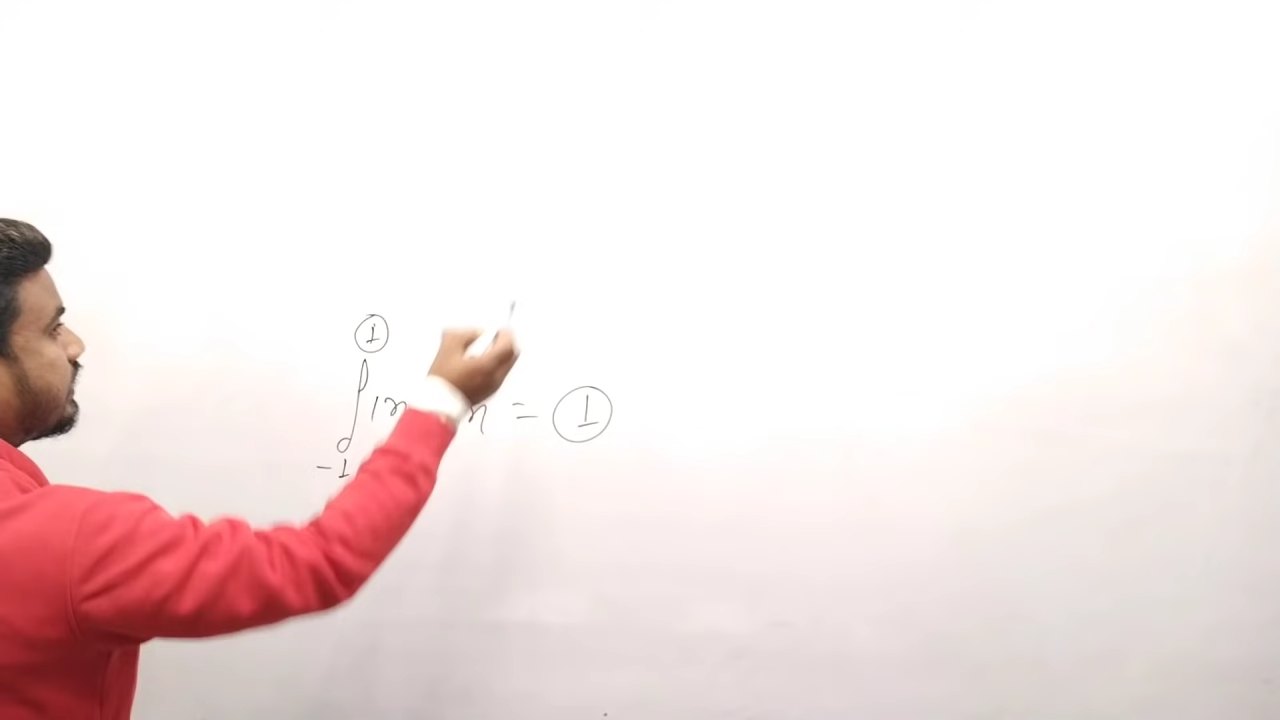 1
∫ |x x = 1
-1